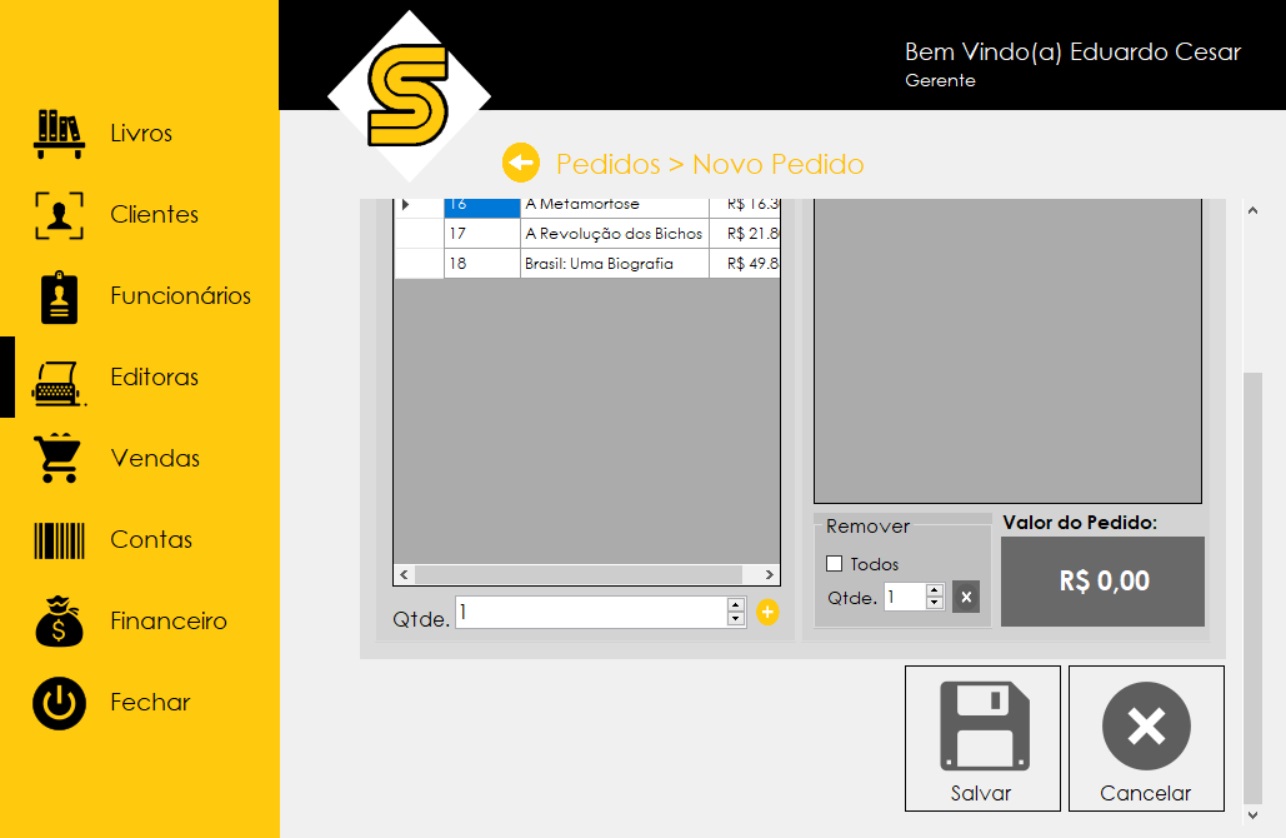 Bem Vindo(a) Eduardo Cesar
Gerente
S
Livros
Clientes
Funcionários
Editoras
Vendas
Contas
Financeiro
Fechar
Pedidos > Novo Pedido
16 A Metamorfose R$ 16.3
17 A Revolução dos Bichos R$ 21.8
18 Brasil: Uma Biografia R$ 49.8
Qtde. 1
Remover
Todos
Qtde. 1
Valor do Pedido:
R$ 0,00
Salvar
Cancelar